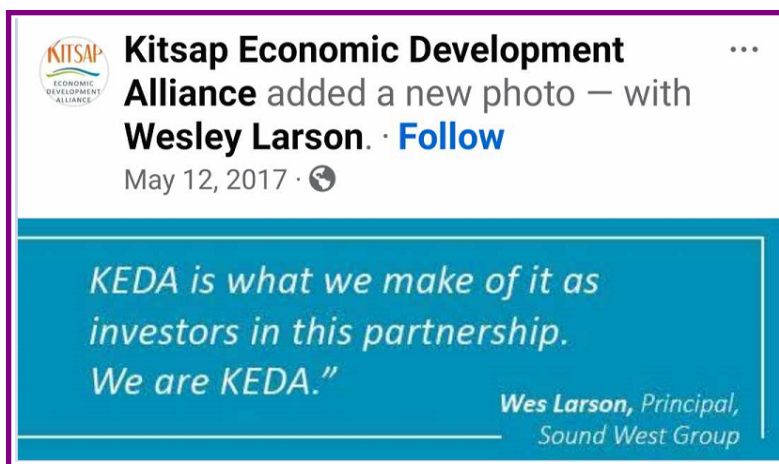 KITSAP
ECONOMIC
DEVELOPMENT
ALLIANCE
Kitsap Economic Development
Alliance added a new photo — with
Wesley Larson. · Follow
May 12, 2017 ·
KEDA is what we make of it as
investors in this partnership.
We are KEDA.”
Wes Larson, Principal,
Sound West Group